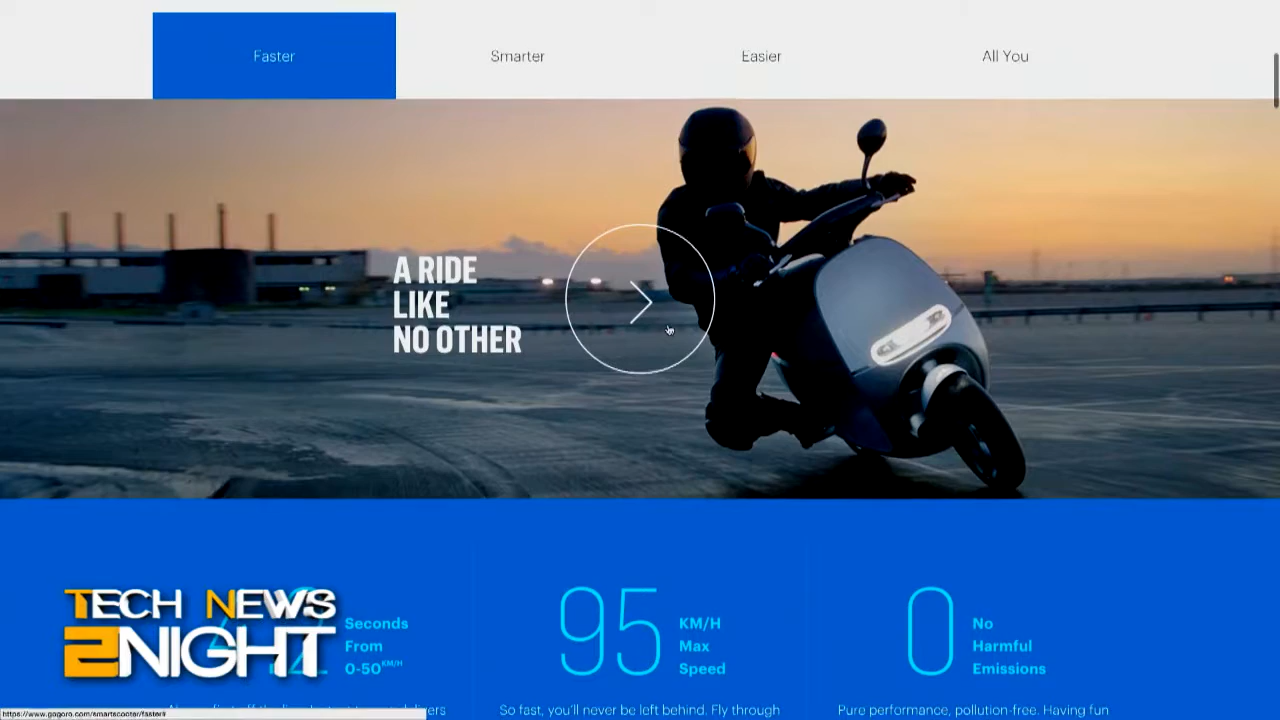 Faster
Smarter
Easier
All You
A RIDE
LIKE
NO OTHER
TECH NEWS
2NIGHT
Seconds
From
0-50KM/H
95
KM/H
Max
Speed
0
No
Harmful
Emissions
So fast, you'll never be left behind. Fly through
Pure performance, pollution-free. Having fun
https://www.gogoro.com/smartscooter/faster#